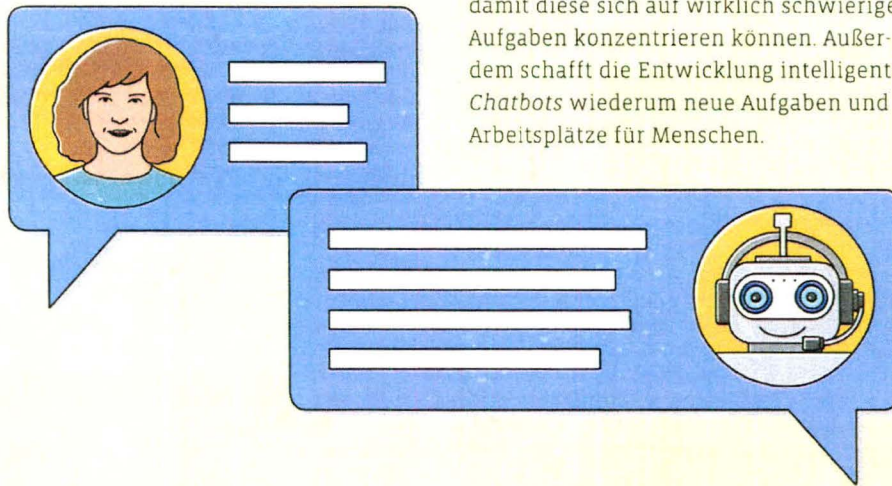 damit diese sich auf wirklich schwierige
Aufgaben konzentrieren können. Außer-
dem schafft die Entwicklung intelligent
Chatbots wiederum neue Aufgaben und
Arbeitsplätze für Menschen.